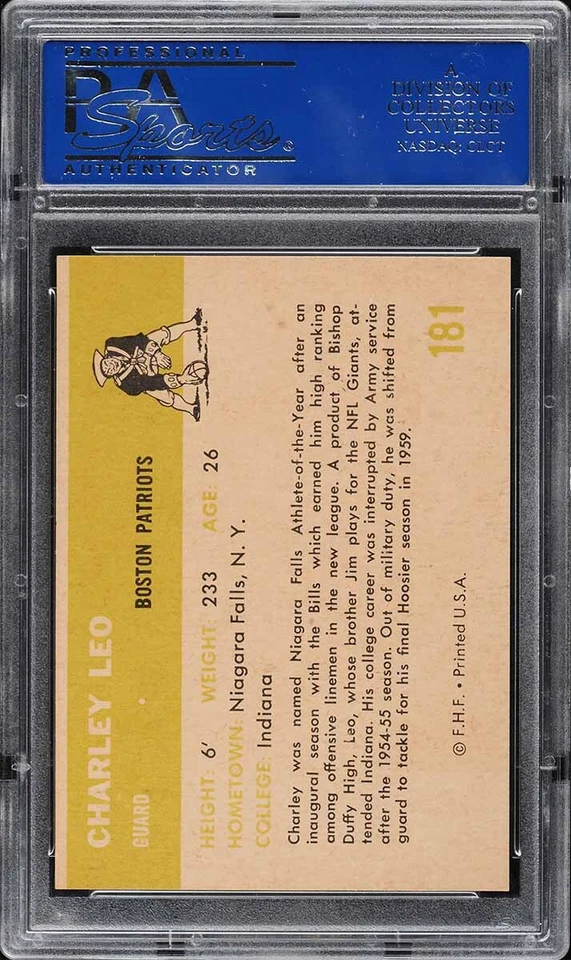 PROFESSIONAL
PSA
Sports®
AUTHENTICATOR
A
DIVISION OF
COLLECTORS
UNIVERSE
NASDAQ: CLCT
CHARLEY LEO
GUARD
BOSTON PATRIOTS
HEIGHT: 6' WEIGHT: 233 AGE: 26
HOMETOWN: Niagara Falls, N. Y.
COLLEGE: Indiana
Charley was named Niagara Falls Athlete-of-the-Year after an
inaugural season with the Bills which earned him high ranking
among offensive linemen in the new league. A product of Bishop
Duffy High, Leo, whose brother Jim plays for the NFL Giants, at-
tended Indiana. His college career was interrupted by Army service
after the 1954-55 season. Out of military duty, he was shifted from
guard to tackle for his final Hoosier season in 1959.
181
© F.H.F. • Printed U.S.A.